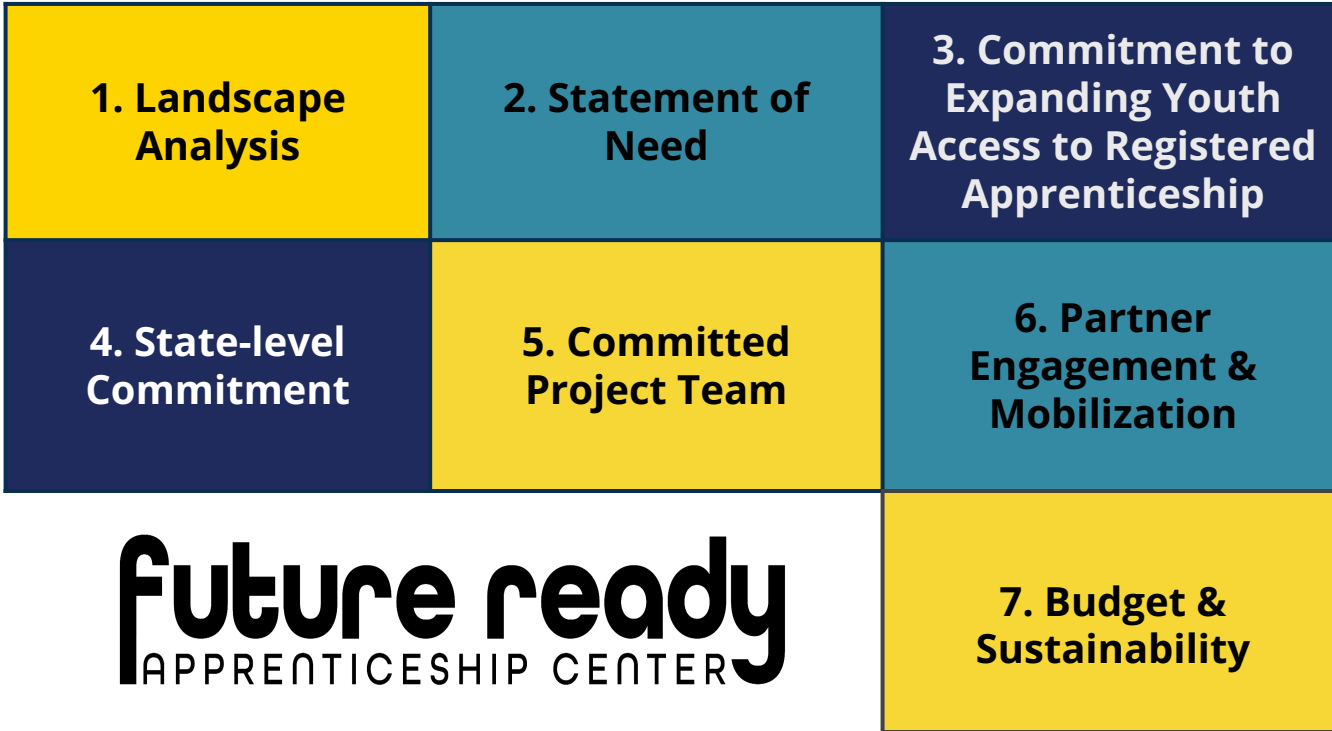 1. Landscape
Analysis
2. Statement of
Need
3. Commitment to
Expanding Youth
Access to Registered
Apprenticeship
4. State-level
Commitment
5. Committed
Project Team
6. Partner
Engagement &
Mobilization
future ready
APPRENTICESHIP CENTER
7. Budget &
Sustainability